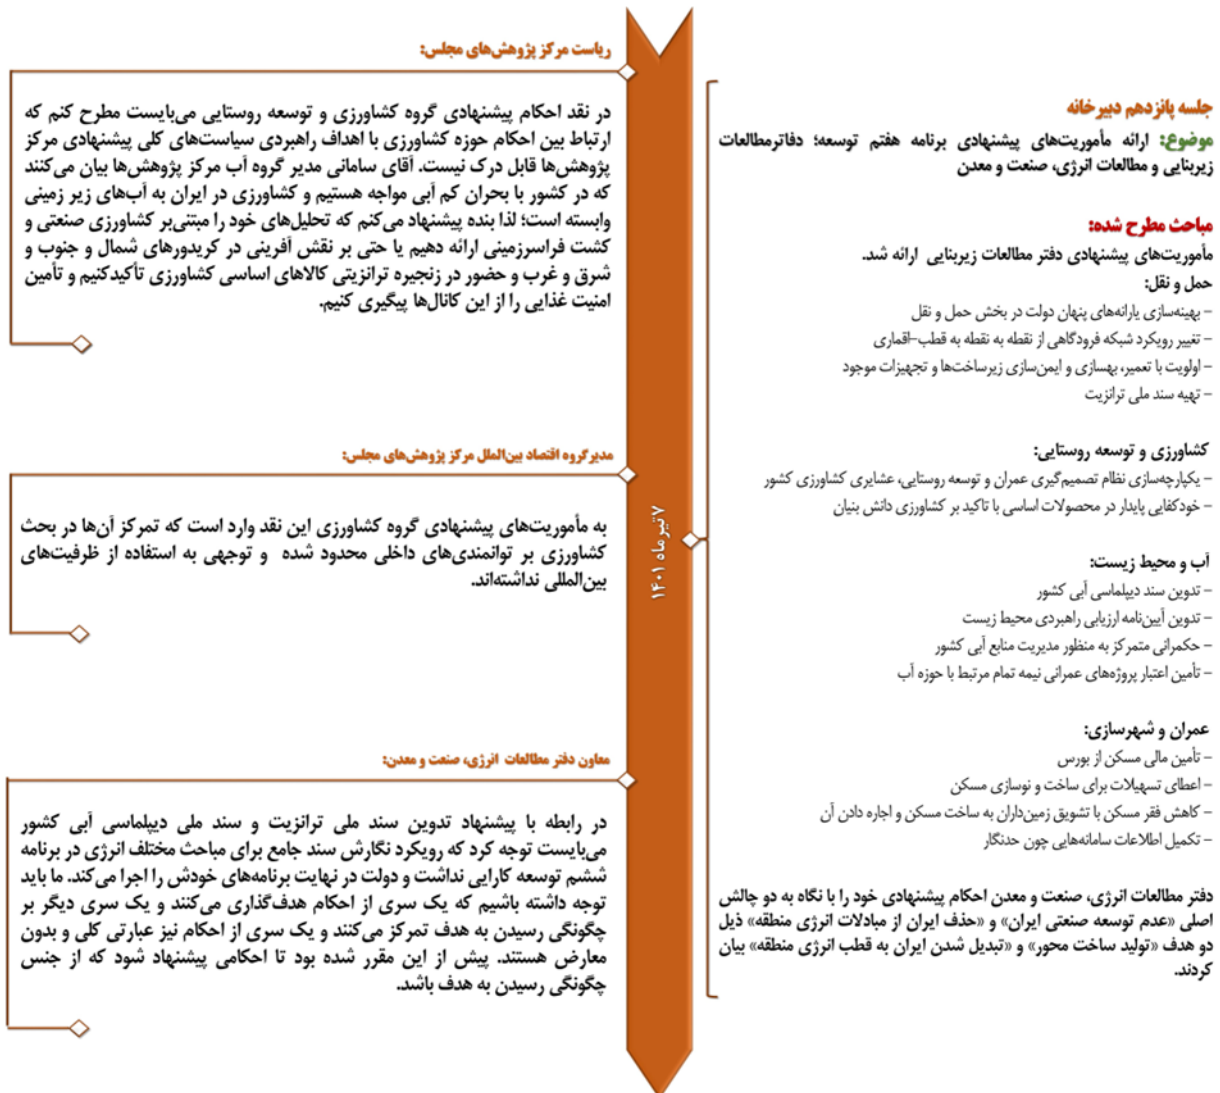 جلسه پانزدهم دبیرخانه
موضوع: ارائه مأموریت‌های پیشنهادی برنامه هفتم توسعه؛ دفاترمطالعات
زیربنایی و مطالعات انرژی، صنعت و معدن
مباحث مطرح شده:
مأموریت‌های پیشنهادی دفتر مطالعات زیربنایی ارائه شد.
حمل و نقل:
- بهینه‌سازی یارانه‌های پنهان دولت در بخش حمل و نقل
- تغییر رویکرد شبکه فرودگاهی از نقطه به نقطه به قطب-اقماری
- اولویت با تعمیر، بهسازی و ایمن‌سازی زیرساخت‌ها و تجهیزات موجود
- تهیه سند ملی ترانزیت
کشاورزی و توسعه روستایی:
- یکپارچه‌سازی نظام تصمیم‌گیری عمران و توسعه روستایی، عشایری کشاورزی کشور
- خودکفایی پایدار در محصولات اساسی با تاکید بر کشاورزی دانش بنیان
آب و محیط زیست:
- تدوین سند دیپلماسی آبی کشور
- تدوین آیین‌نامه ارزیابی راهبردی محیط زیست
- حکمرانی متمرکز به منظور مدیریت منابع آبی کشور
- تأمین اعتبار پروژه‌های عمرانی نیمه تمام مرتبط با حوزه آب
عمران و شهرسازی:
- تأمین مالی مسکن از بورس
- اعطای تسهیلات برای ساخت و نوسازی مسکن
- کاهش فقر مسکن با تشویق زمین‌داران به ساخت مسکن و اجاره دادن آن
- تکمیل اطلاعات سامانه‌هایی چون حدنگار
دفتر مطالعات انرژی، صنعت و معدن احکام پیشنهادی خود را با نگاه به دو چالش
اصلی «عدم توسعه صنعتی ایران» و «حذف ایران از مبادلات انرژی منطقه» ذیل
دو هدف «تولید ساخت محور» و «تبدیل شدن ایران به قطب انرژی منطقه» بیان
کردند.
۷تیر ماه ۱۴۰۱
ریاست مرکز پژوهش‌های مجلس:
در نقد احکام پیشنهادی گروه کشاورزی و توسعه روستایی می‌بایست مطرح کنم که
ارتباط بین احکام حوزه کشاورزی با اهداف راهبردی سیاست‌های کلی پیشنهادی مرکز
پژوهش‌ها قابل درک نیست. آقای سامانی مدیر گروه آب مرکز پژوهش‌ها بیان می‌کنند
که در کشور با بحران کم آبی مواجه هستیم و کشاورزی در ایران به آب‌های زیر زمینی
وابسته است؛ لذا بنده پیشنهاد می‌کنم که تحلیل‌های خود را مبتنی‌بر کشاورزی صنعتی و
کشت فراسرزمینی ارائه دهیم یا حتی بر نقش آفرینی در کریدورهای شمال و جنوب و
شرق و غرب و حضور در زنجیره ترانزیتی کالاهای اساسی کشاورزی تأکیدکنیم و تأمین
امنیت غذایی را از این کانال‌ها پیگیری کنیم.
مدیرگروه اقتصاد بین‌الملل مرکز پژوهش‌های مجلس:
به مأموریت‌های پیشنهادی گروه کشاورزی این نقد وارد است که تمرکز آن‌ها در بحث
کشاورزی بر توانمندی‌های داخلی محدود شده و توجهی به استفاده از ظرفیت‌های
بین‌المللی نداشته‌اند.
معاون دفتر مطالعات انرژی، صنعت و معدن:
در رابطه با پیشنهاد تدوین سند ملی ترانزیت و سند ملی دیپلماسی آبی کشور
می‌بایست توجه کرد که رویکرد نگارش سند جامع برای مباحث مختلف انرژی در برنامه
ششم توسعه کارایی نداشت و دولت در نهایت برنامه‌های خودش را اجرا می‌کند. ما باید
توجه داشته باشیم که یک سری از احکام هدف‌گذاری می‌کنند و یک سری دیگر بر
چگونگی رسیدن به هدف تمرکز می‌کنند و یک سری از احکام نیز عبارتی کلی و بدون
معارض هستند. پیش از این مقرر شده بود تا احکامی پیشنهاد شود که از جنس
چگونگی رسیدن به هدف باشد.